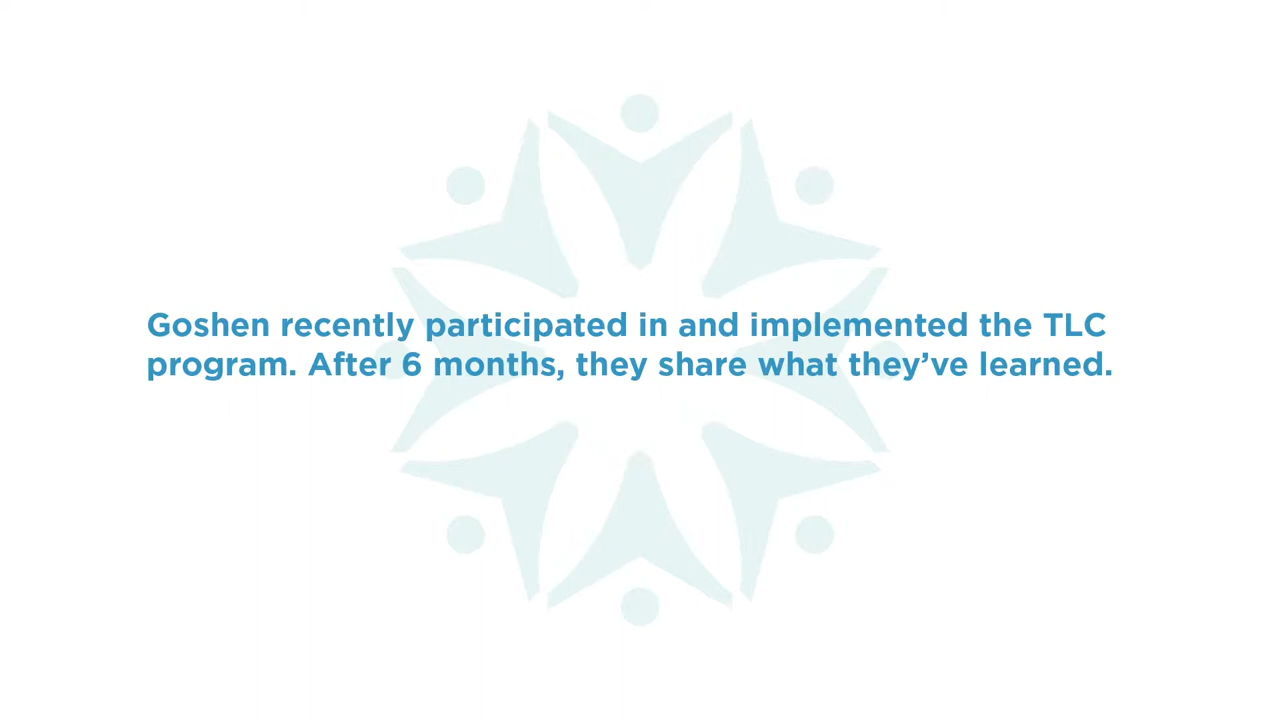 Goshen recently participated in and implemented the TLC
program. After 6 months, they share what they’ve learned.